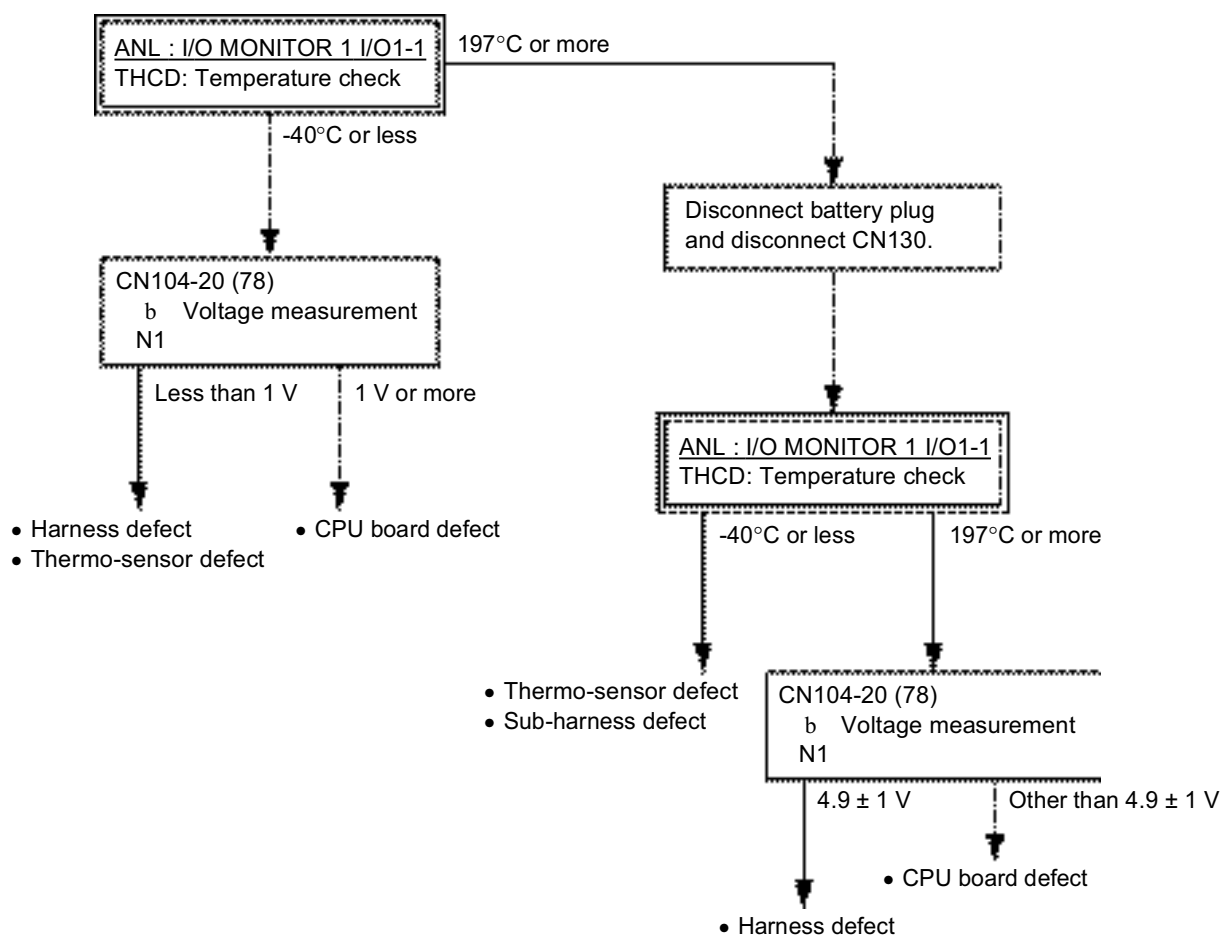 ANL : I/O MONITOR 1 I/O1-1
THCD: Temperature check
197°C or more
-40°C or less
Disconnect battery plug
and disconnect CN130.
CN104-20 (78)
b Voltage measurement
N1
Less than 1 V
1 V or more
• Harness defect
• Thermo-sensor defect
• CPU board defect
ANL : I/O MONITOR 1 I/O1-1
THCD: Temperature check
-40°C or less
197°C or more
• Thermo-sensor defect
• Sub-harness defect
CN104-20 (78)
b Voltage measurement
N1
4.9 ± 1 V
Other than 4.9 ± 1 V
• CPU board defect
• Harness defect